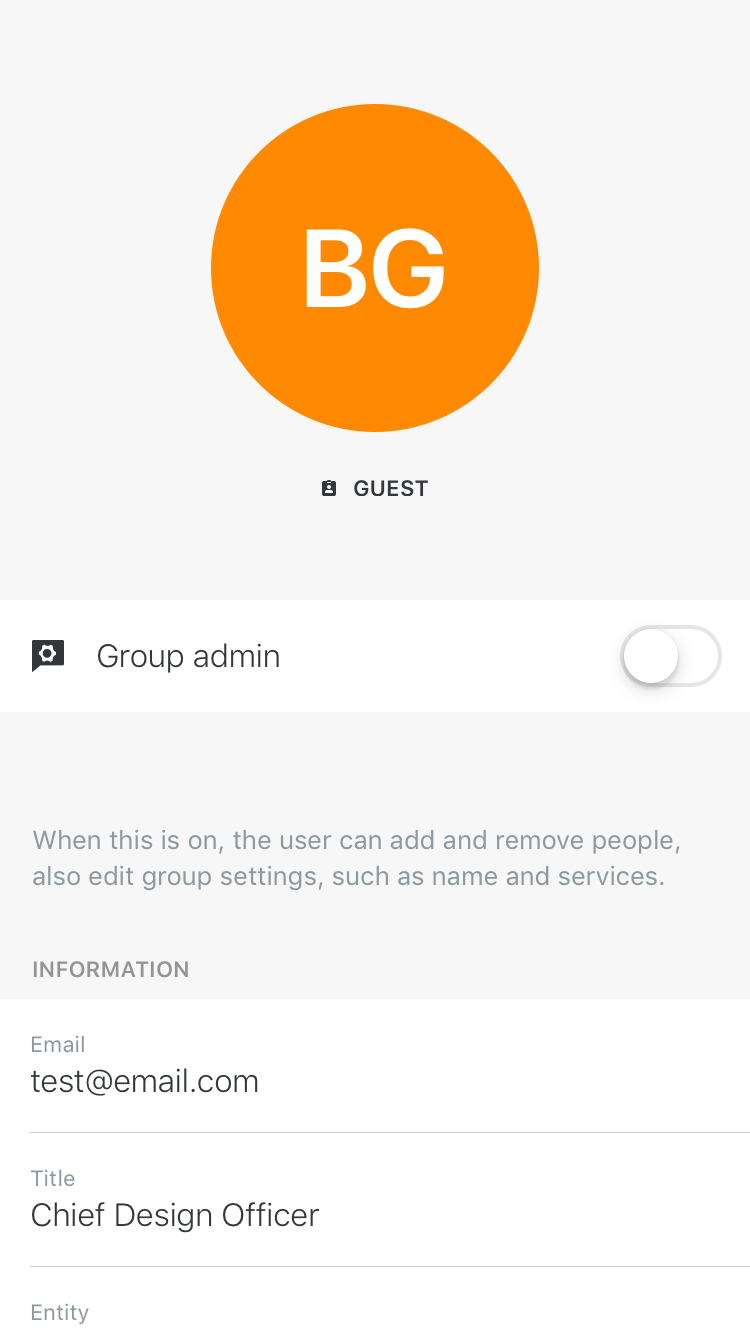 BG
GUEST
Group admin
When this is on, the user can add and remove people,
also edit group settings, such as name and services.
INFORMATION
Email
test@email.com
Title
Chief Design Officer
Entity